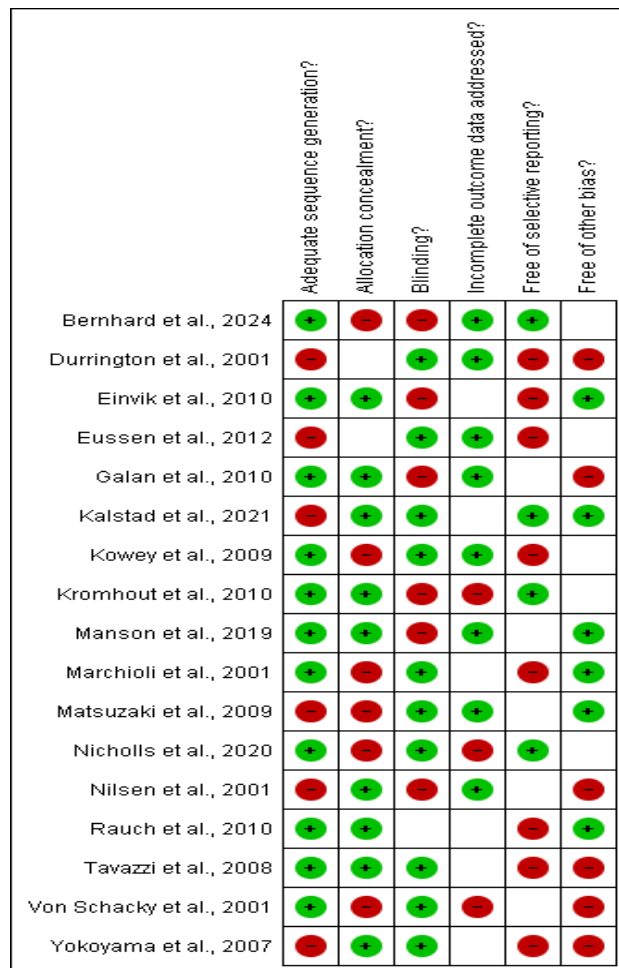 Adequate sequence generation?
Allocation concealment?
Blinding?
Incomplete outcome data addressed?
Free of selective reporting?
Free of other bias?
Bernhard et al., 2024 + - - + +
Durrington et al., 2001 - + + - -
Einvik et al., 2010 + + - - +
Eussen et al., 2012 - + + -
Galan et al., 2010 + + - + -
Kalstad et al., 2021 - + + + +
Kowey et al., 2009 + - + + -
Kromhout et al., 2010 + + - - +
Manson et al., 2019 + + - + +
Marchioli et al., 2001 + - + - +
Matsuzaki et al., 2009 - - + + +
Nicholls et al., 2020 + - + - +
Nilsen et al., 2001 - + - + -
Rauch et al., 2010 + + - +
Tavazzi et al., 2008 + + + - -
Von Schacky et al., 2001 + - + - -
Yokoyama et al., 2007 - + + - -